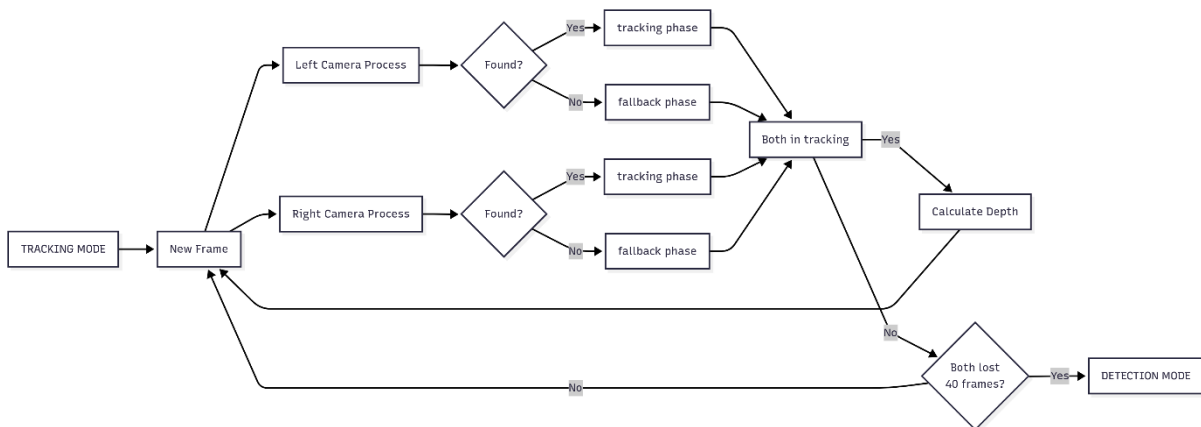 Yes
tracking phase
Left Camera Process
Found?
No
fallback phase
Both in tracking
Yes
Yes
tracking phase
Right Camera Process
Found?
Calculate Depth
TRACKING MODE
New Frame
No
fallback phase
No
Both lost
40 frames?
Yes
DETECTION MODE
No